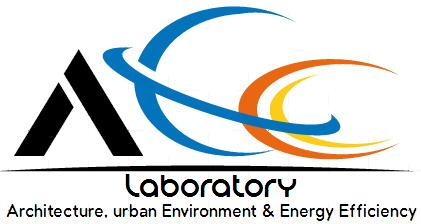 Laboratory
Architecture, urban Environment & Energy Efficiency